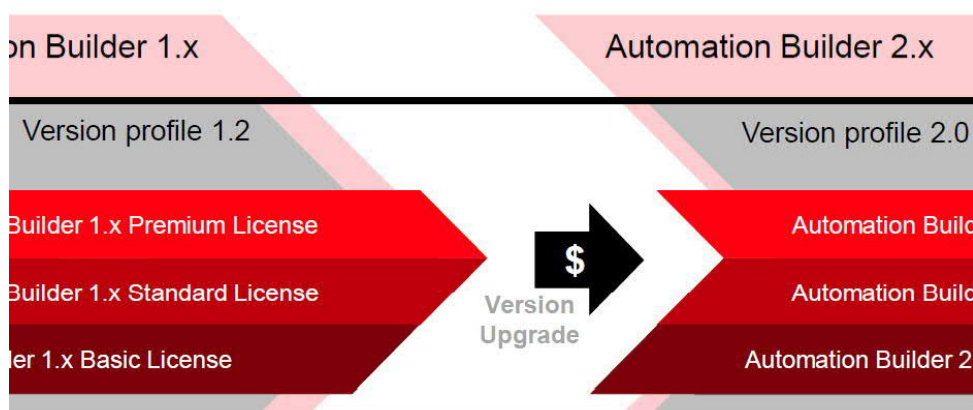 on Builder 1.x
Automation Builder 2.x
Version profile 1.2
Version profile 2.0
Builder 1.x Premium License
Automation Build
$
Builder 1.x Standard License
Automation Build
Version
Upgrade
der 1.x Basic License
Automation Builder 2